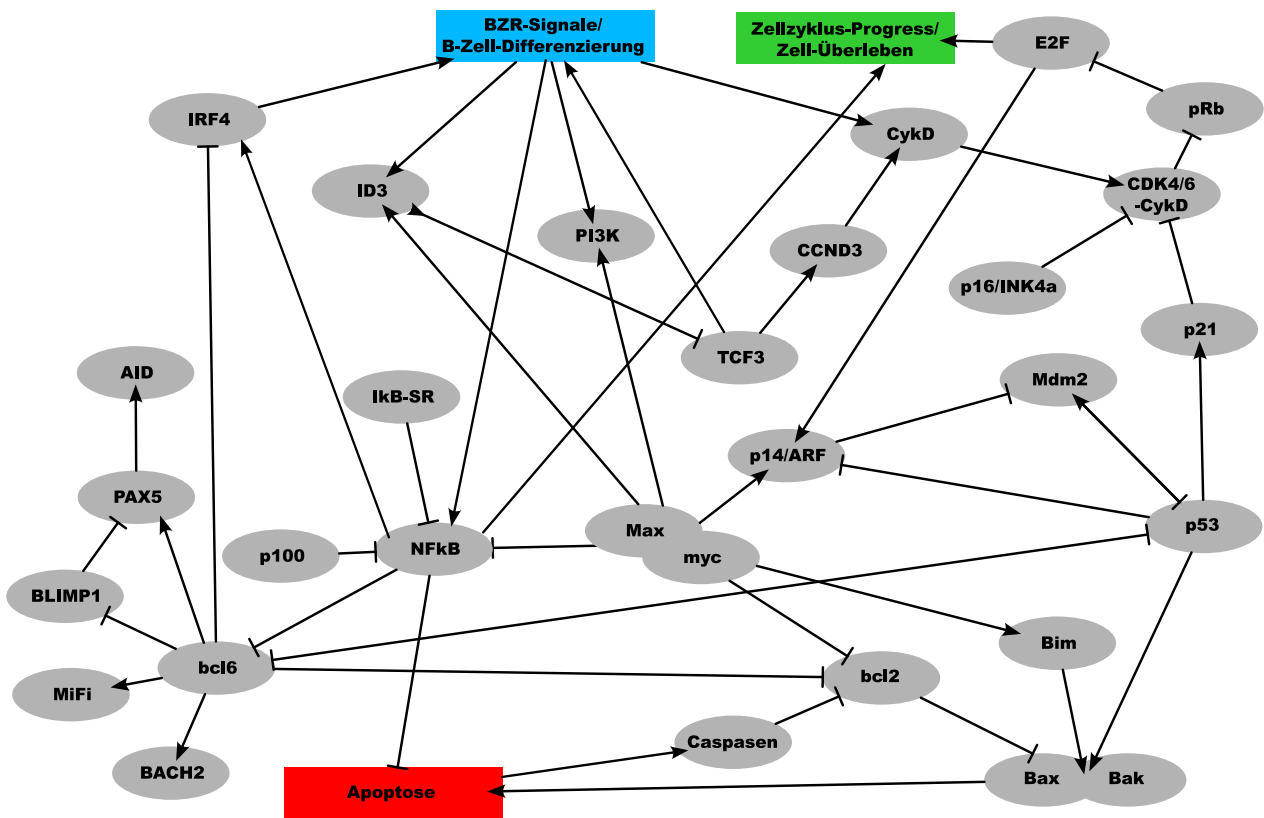 BZR-Signale/
B-Zell-Differenzierung
Zellzyklus-Progress/
Zell-Überleben
E2F
pRb
IRF4
CykD
ID3
CDK4/6
-CykD
PI3K
CCND3
p16/INK4a
p21
TCF3
AID
IkB-SR
Mdm2
p14/ARF
PAX5
Max
p53
p100
NFkB
myc
BLIMP1
Bim
bcl6
bcl2
MiFi
Caspasen
BACH2
Apoptose
Bax
Bak